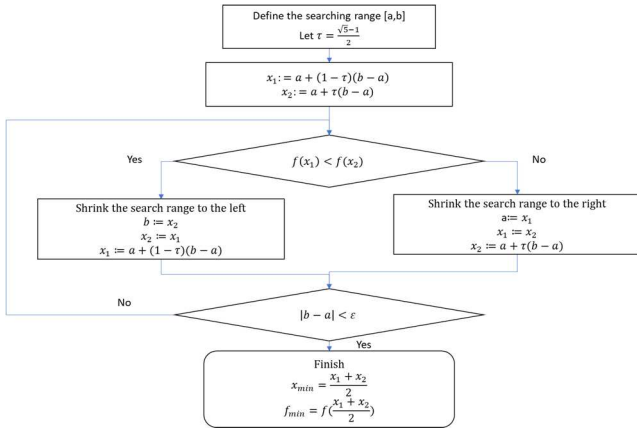 Define the searching range [a,b]
Let τ = (√5−1)/2
x₁: = a + (1 − τ)(b − a)
x₂: = a + τ(b − a)
Yes
f(x₁) < f(x₂)
No
Shrink the search range to the left
b ≔ x₂
x₂ ≔ x₁
x₁ ≔ a + (1 − τ)(b − a)
Shrink the search range to the right
a≔ x₁
x₁ ≔ x₂
x₂ ≔ a + τ(b − a)
No
|b − a| < ε
Yes
Finish
x_min = (x₁ + x₂)/2
f_min = f((x₁ + x₂)/2)